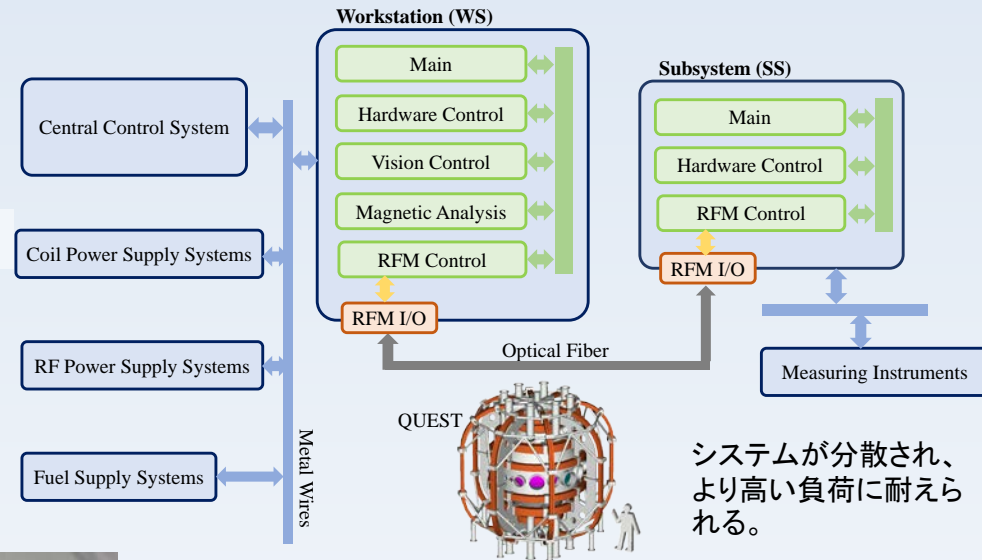 Workstation (WS)
Main
Hardware Control
Vision Control
Magnetic Analysis
RFM Control
RFM I/O
Subsystem (SS)
Main
Hardware Control
RFM Control
RFM I/O
Central Control System
Coil Power Supply Systems
RF Power Supply Systems
Fuel Supply Systems
Metal Wires
Optical Fiber
Measuring Instruments
QUEST
システムが分散され、
より高い負荷に耐えら
れる。